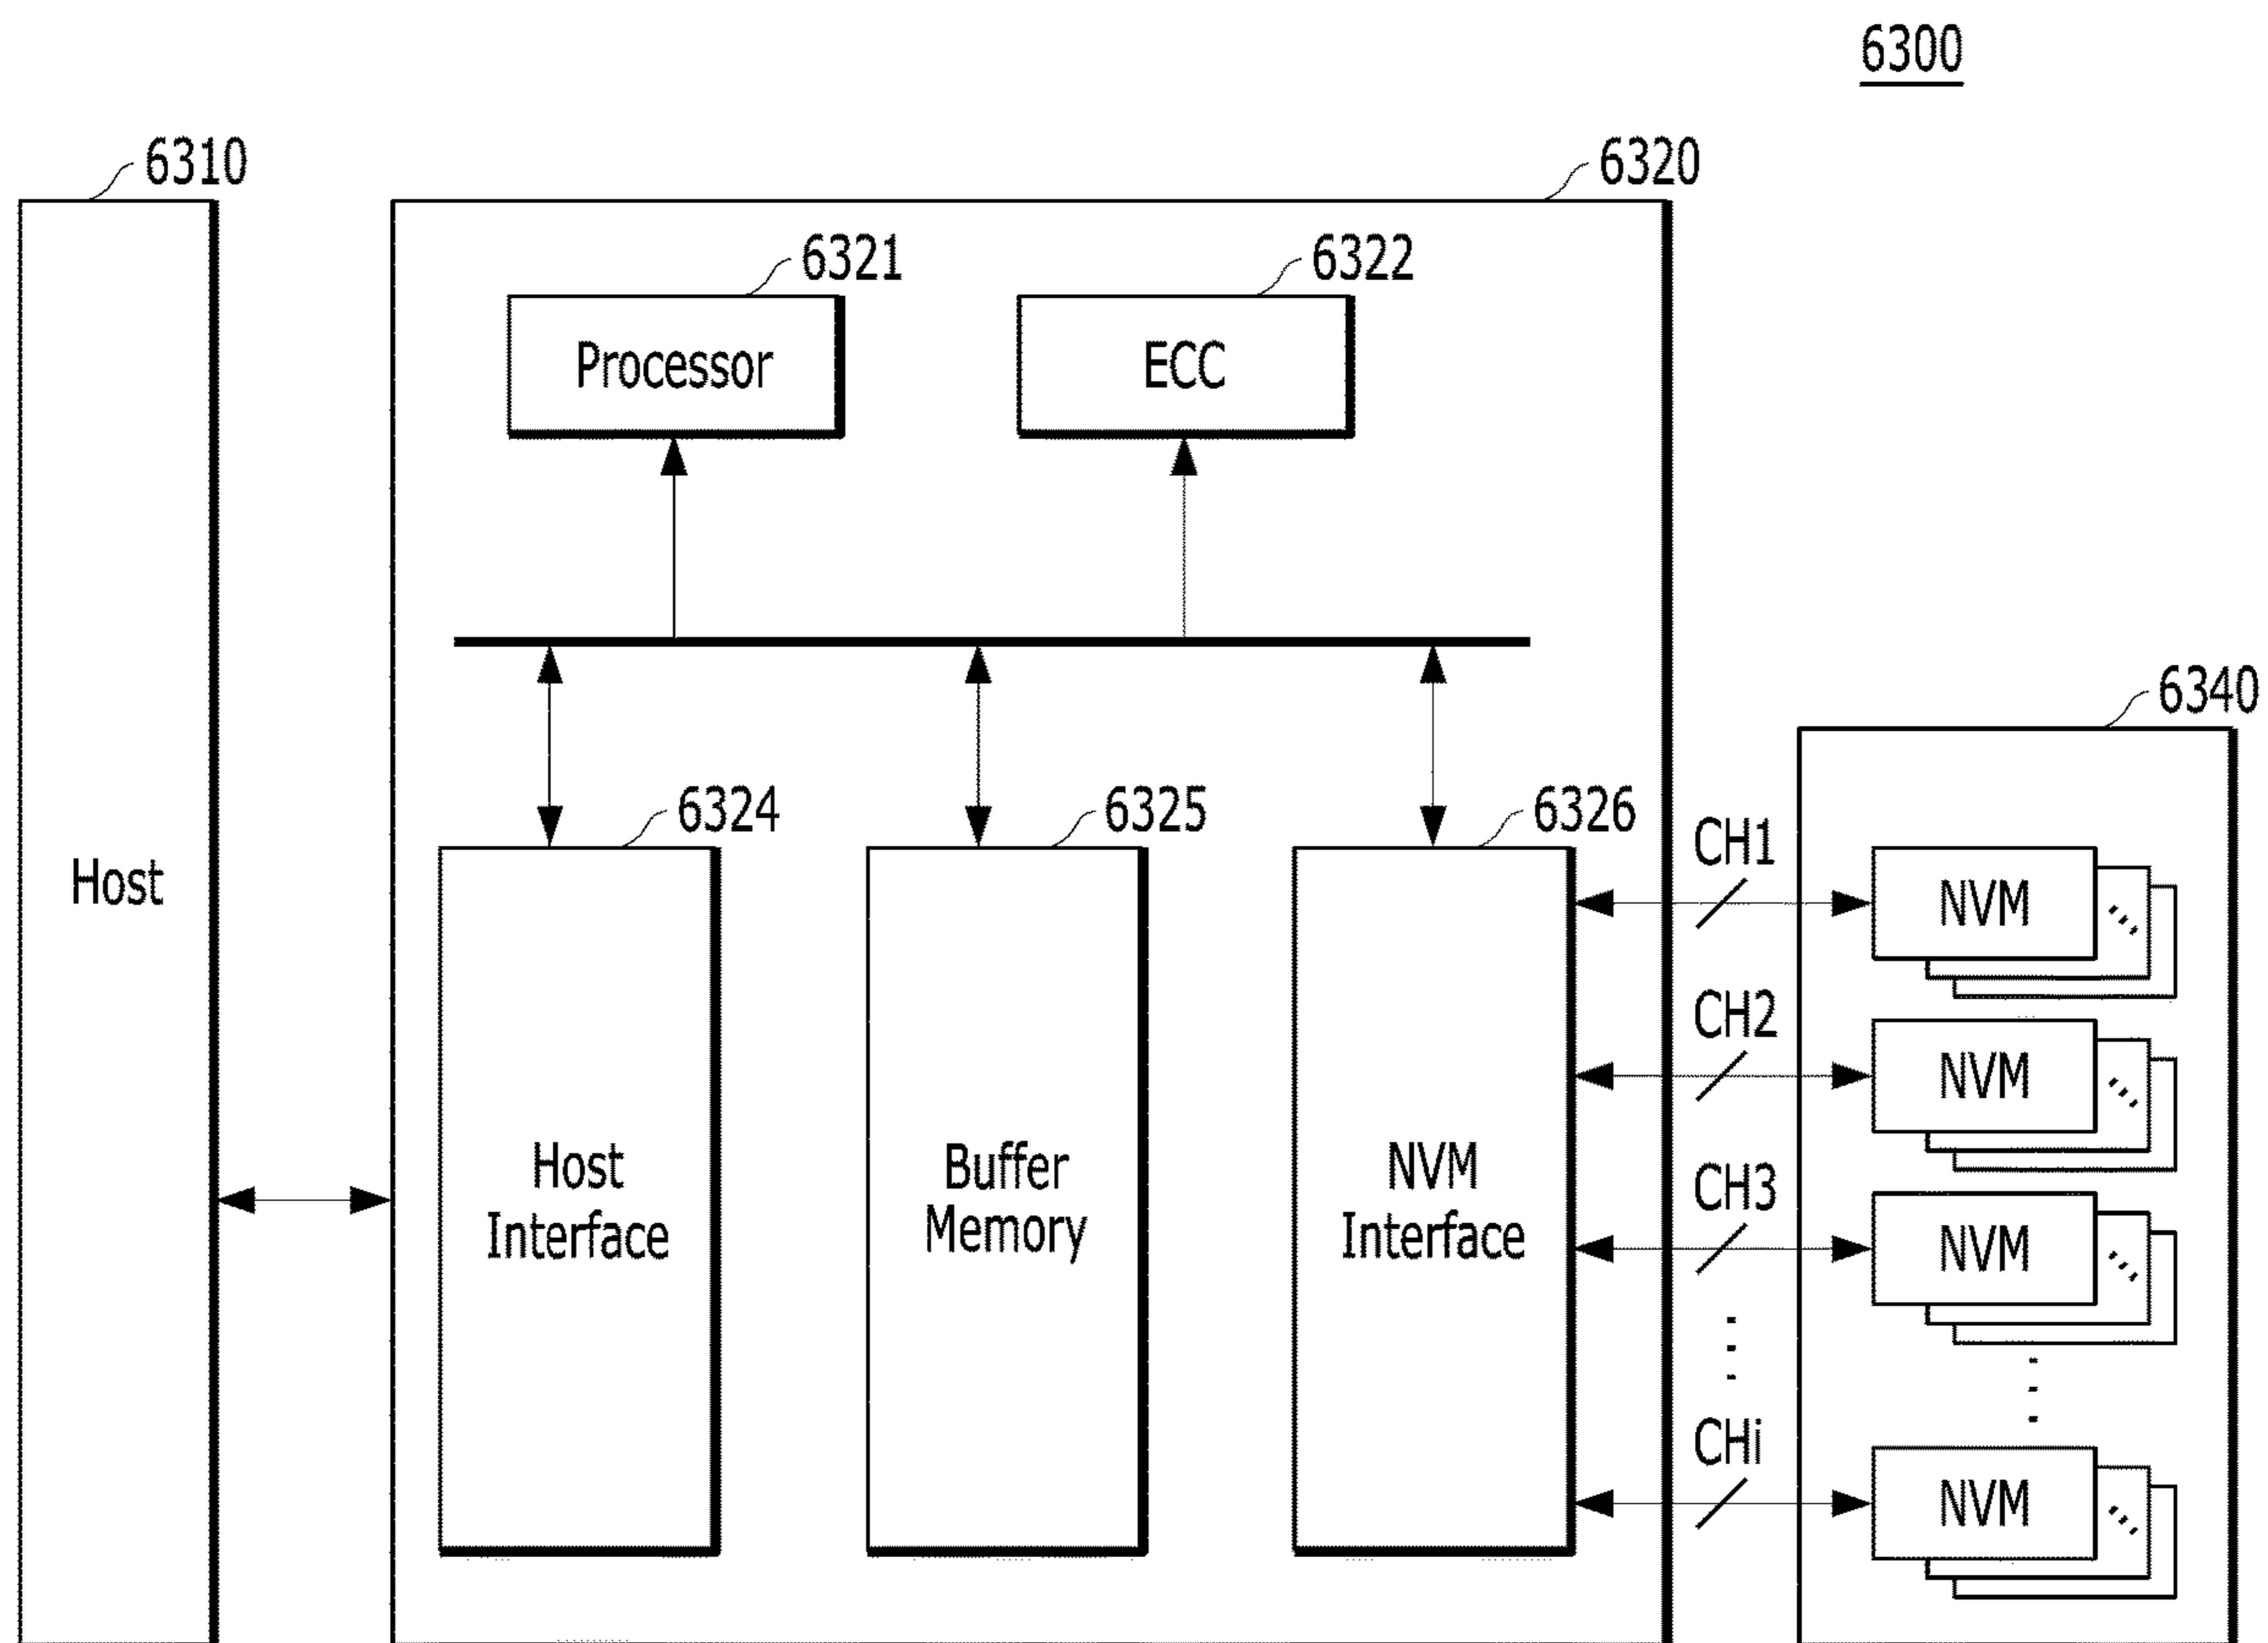 6300
6310
6320
6321
6322
Processor
ECC
6340
6324
6325
6326
Host
Host
Interface
Buffer
Memory
NVM
Interface
CH1
NVM
CH2
NVM
CH3
NVM
CHi
NVM